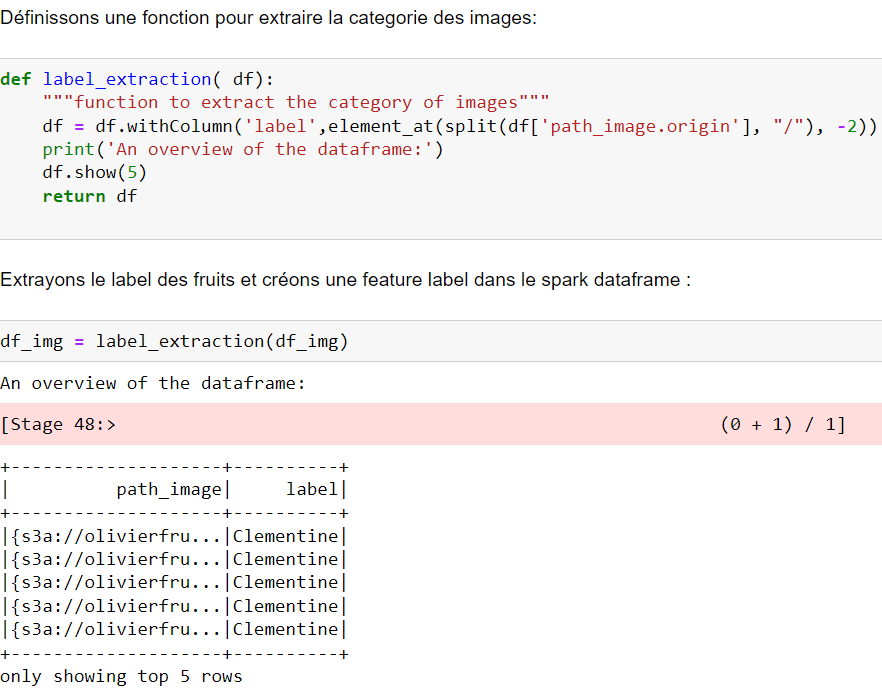 Définissons une fonction pour extraire la categorie des images:
def label_extraction( df):
    """function to extract the category of images"""
    df = df.withColumn('label',element_at(split(df['path_image.origin'], "/"), -2))
    print('An overview of the dataframe:')
    df.show(5)
    return df
Extrayons le label des fruits et créons une feature label dans le spark dataframe :
df_img = label_extraction(df_img)
An overview of the dataframe:
[Stage 48:>                                                         (0 + 1) / 1]
+--------------------+----------+
|          path_image|     label|
+--------------------+----------+
|{s3a://olivierfru...|Clementine|
|{s3a://olivierfru...|Clementine|
|{s3a://olivierfru...|Clementine|
|{s3a://olivierfru...|Clementine|
|{s3a://olivierfru...|Clementine|
+--------------------+----------+
only showing top 5 rows